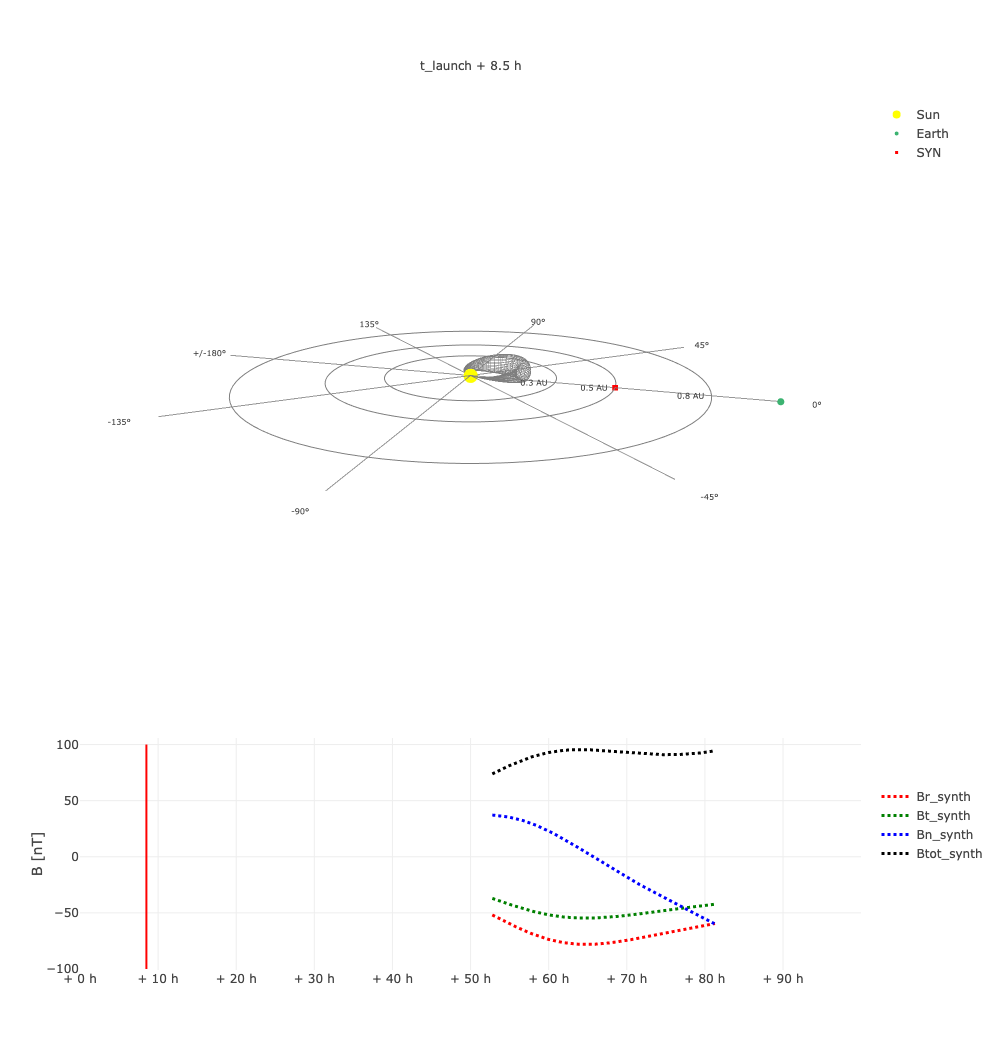 t_launch + 8.5 h
Sun
Earth
SYN
135°
90°
+/-180°
45°
0.3 AU
0.5 AU
0.8 AU
0°
-135°
-45°
-90°
100
50
0
−50
−100
B [nT]
+ 0 h
+ 10 h
+ 20 h
+ 30 h
+ 40 h
+ 50 h
+ 60 h
+ 70 h
+ 80 h
+ 90 h
Br_synth
Bt_synth
Bn_synth
Btot_synth